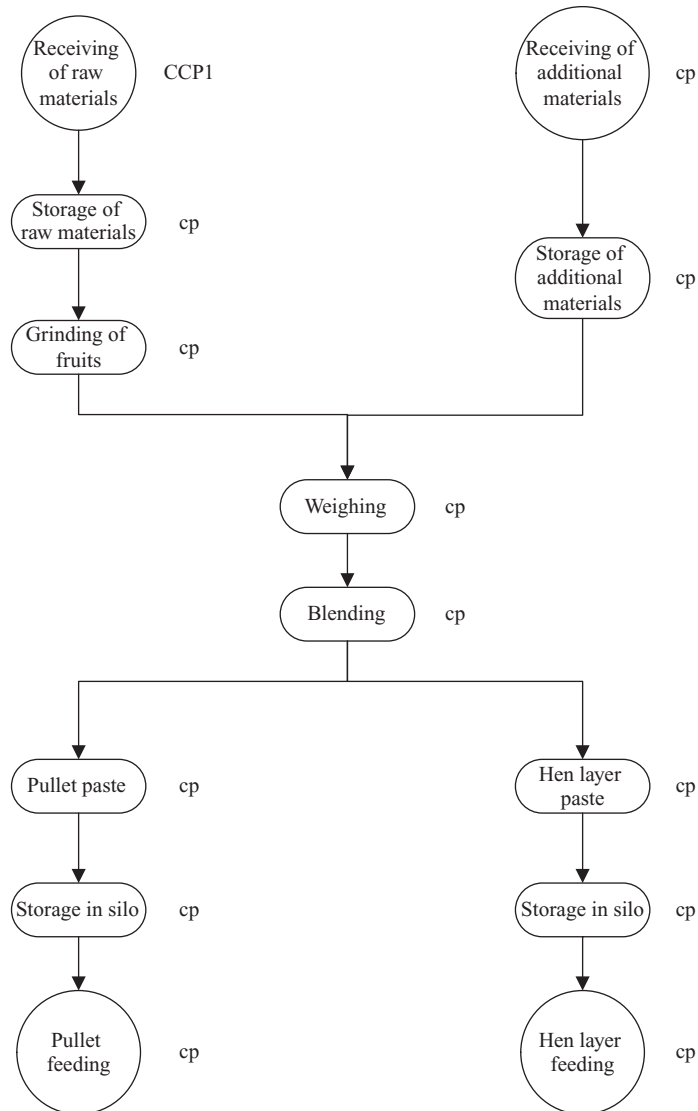 Receiving
of raw
materials
CCP1
Receiving of
additional
materials
cp
Storage of
raw materials
cp
Storage of
additional
materials
cp
Grinding of
fruits
cp
Weighing
cp
Blending
cp
Pullet paste
cp
Hen layer
paste
cp
Storage in silo
cp
Storage in silo
cp
Pullet
feeding
cp
Hen layer
feeding
cp